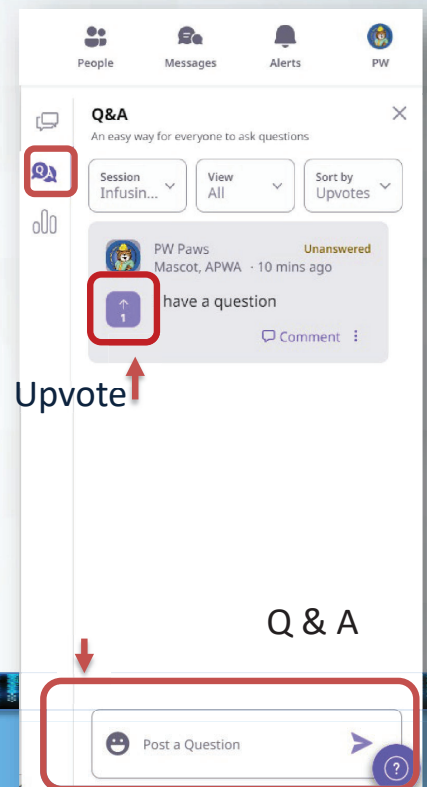 People Messages Alerts PW
Q&A
An easy way for everyone to ask questions
Session View Sort by
Infusin... All Upvotes
PW Paws Unanswered
Mascot, APWA · 10 mins ago
have a question
1
Comment
Upvote
Q & A
Post a Question
?